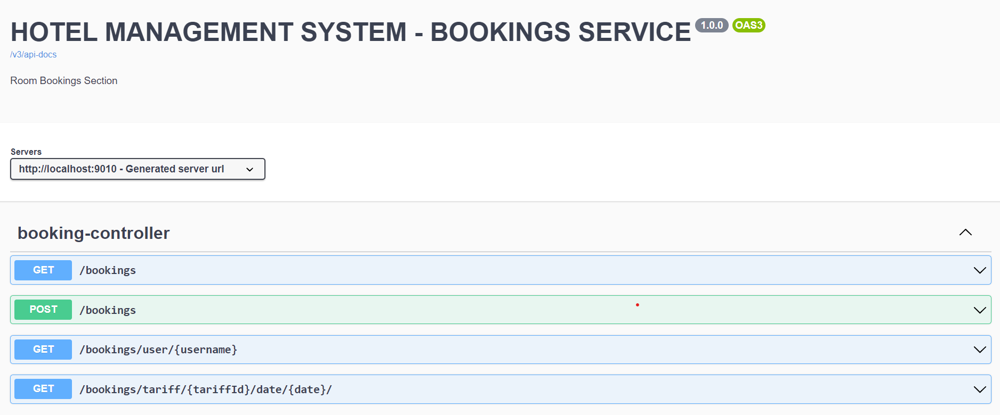 HOTEL MANAGEMENT SYSTEM - BOOKINGS SERVICE 1.0.0 OAS3
/v3/api-docs
Room Bookings Section
Servers
http://localhost:9010 - Generated server url
booking-controller
GET /bookings
POST /bookings
GET /bookings/user/{username}
GET /bookings/tariff/{tariffId}/date/{date}/